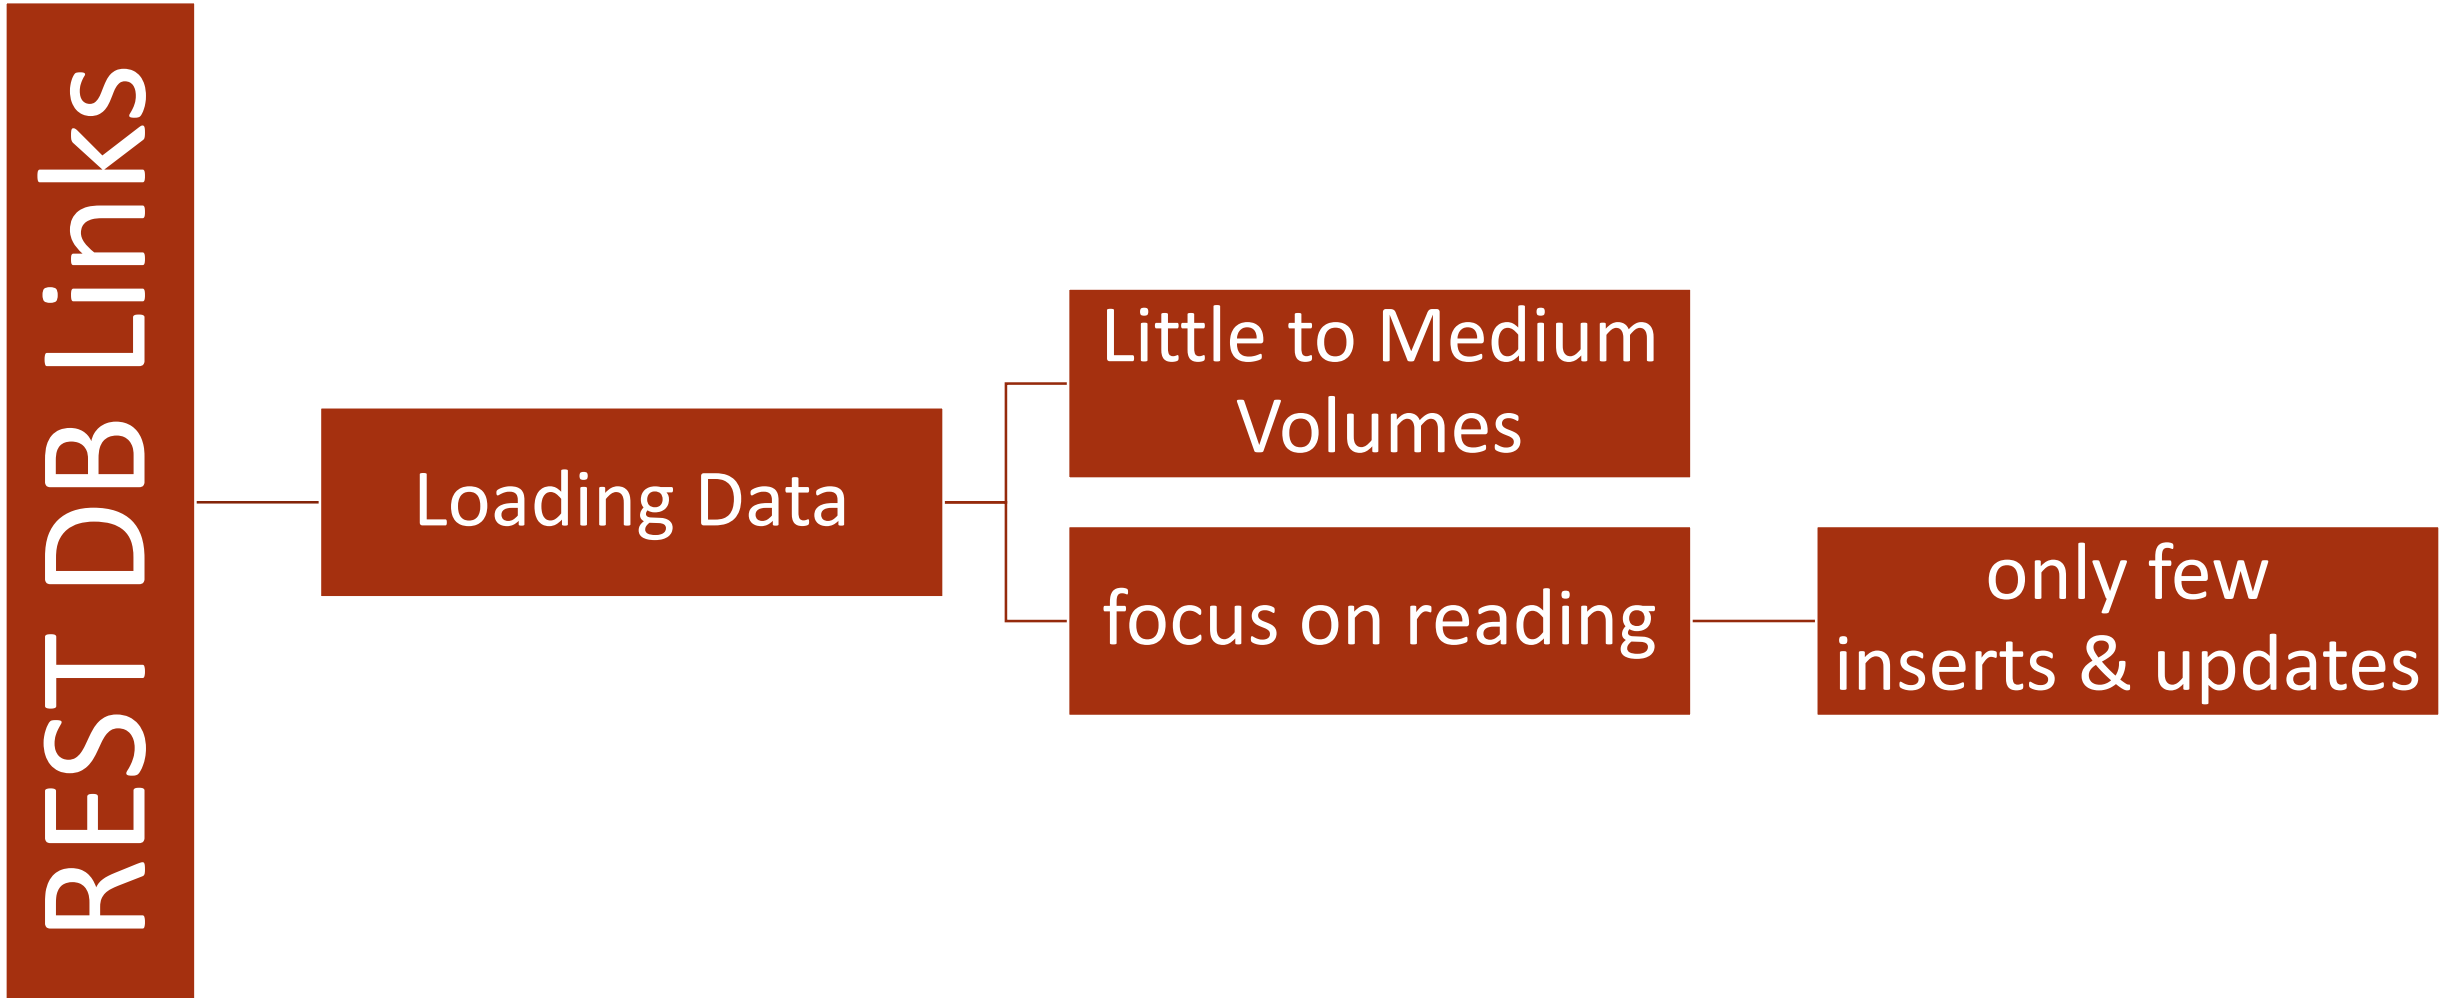 REST DB Links
Loading Data
Little to Medium
Volumes
focus on reading
only few
inserts & updates